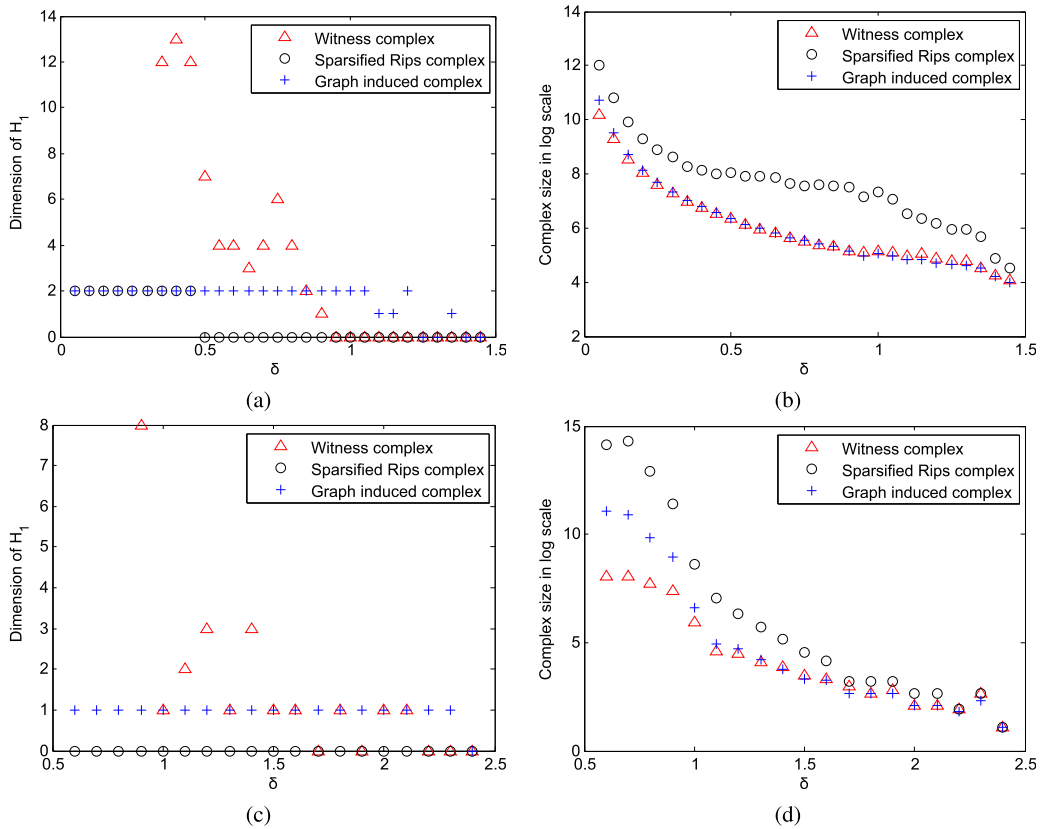 14
12
10
8
6
4
2
0
0
0.5
1
1.5
Dimension of H1
δ
Witness complex
Sparsified Rips complex
Graph induced complex
(a)
14
12
10
8
6
4
2
0
0.5
1
1.5
Complex size in log scale
δ
Witness complex
Sparsified Rips complex
Graph induced complex
(b)
8
7
6
5
4
3
2
1
0
0.5
1
1.5
2
2.5
Dimension of H1
δ
Witness complex
Sparsified Rips complex
Graph induced complex
(c)
15
10
5
0
0.5
1
1.5
2
2.5
Complex size in log scale
δ
Witness complex
Sparsified Rips complex
Graph induced complex
(d)